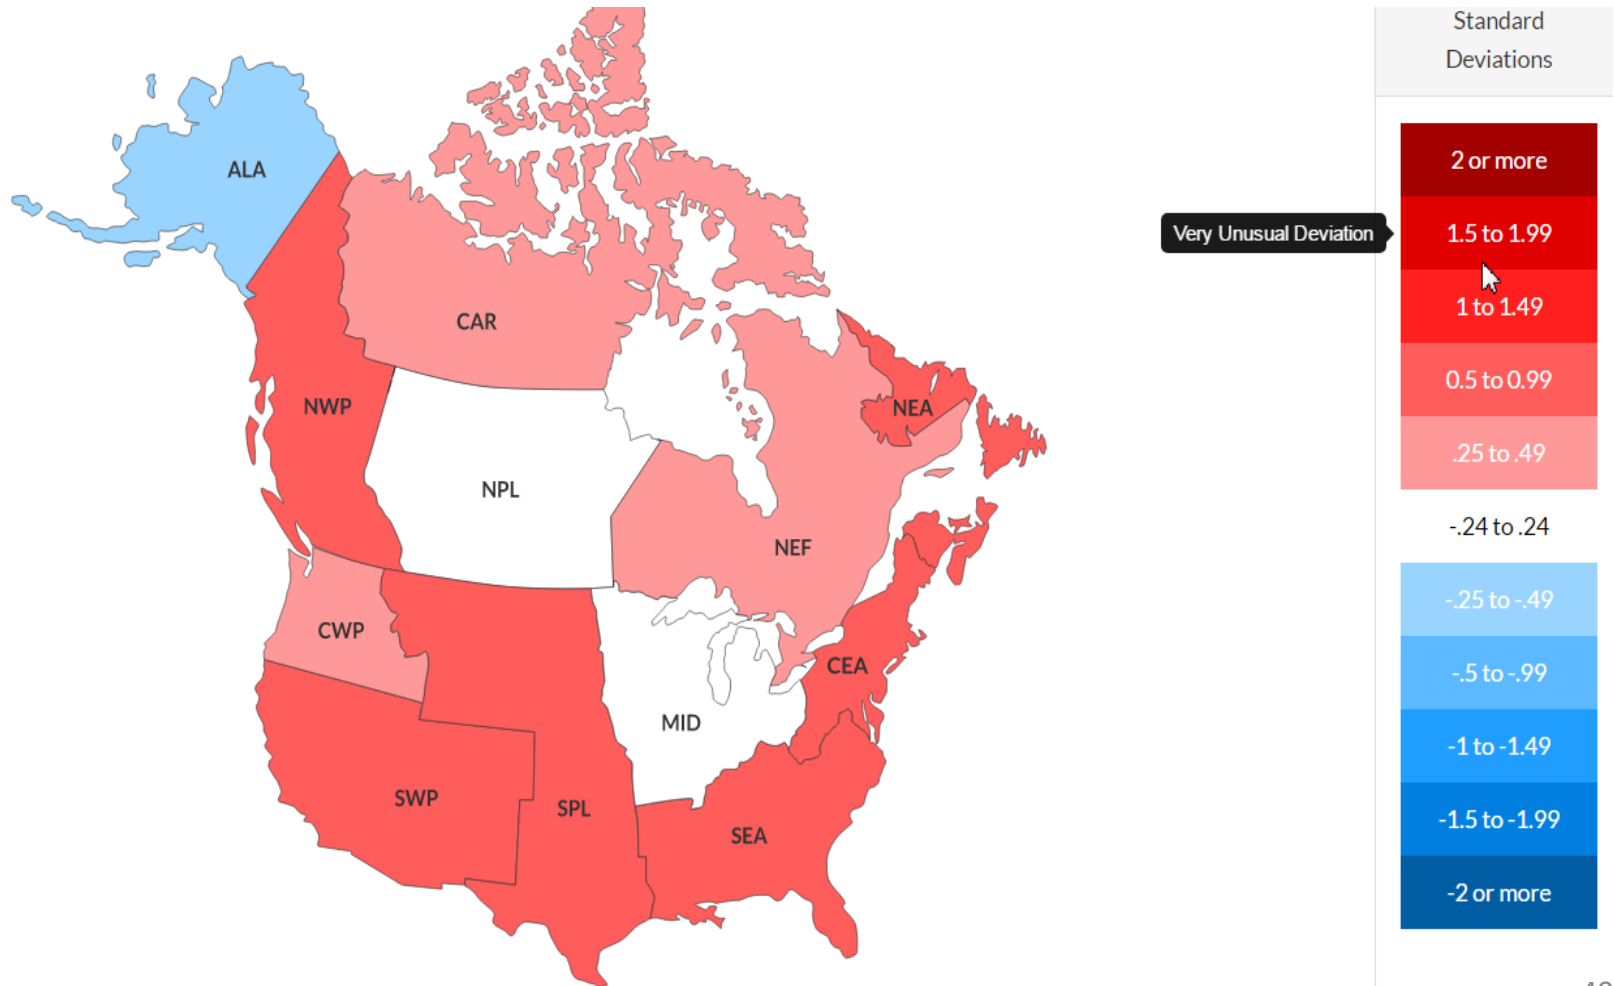 Standard
Deviations
ALA
2 or more
Very Unusual Deviation
1.5 to 1.99
CAR
1 to 1.49
NWP
NEA
0.5 to 0.99
.25 to .49
NPL
-.24 to .24
NEF
-.25 to -.49
CWP
CEA
-.5 to -.99
MID
-1 to -1.49
SWP
SPL
SEA
-1.5 to -1.99
-2 or more